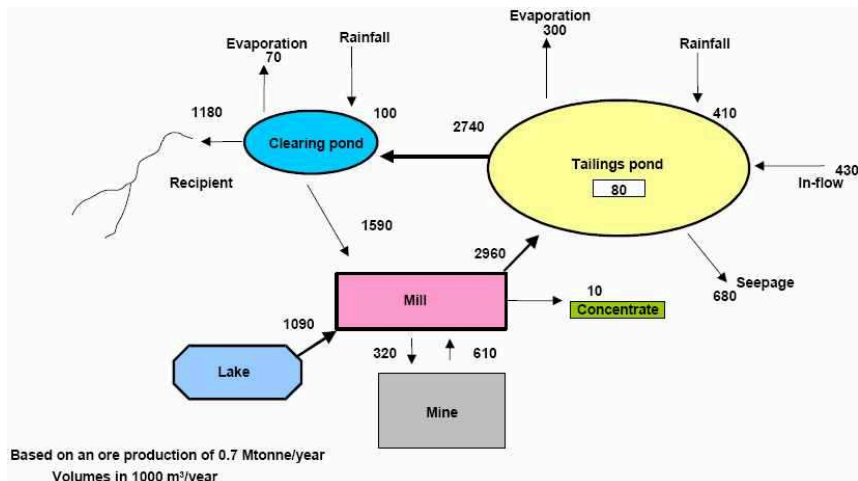 Evaporation
300
Evaporation
70
Rainfall
Rainfall
1180
100
2740
410
Clearing pond
Tailings pond
430
Recipient
80
In-flow
1590
2960
Seepage
680
Mill
10
Concentrate
1090
320
610
Lake
Mine
Based on an ore production of 0.7 Mtonne/year
Volumes in 1000 m³/year